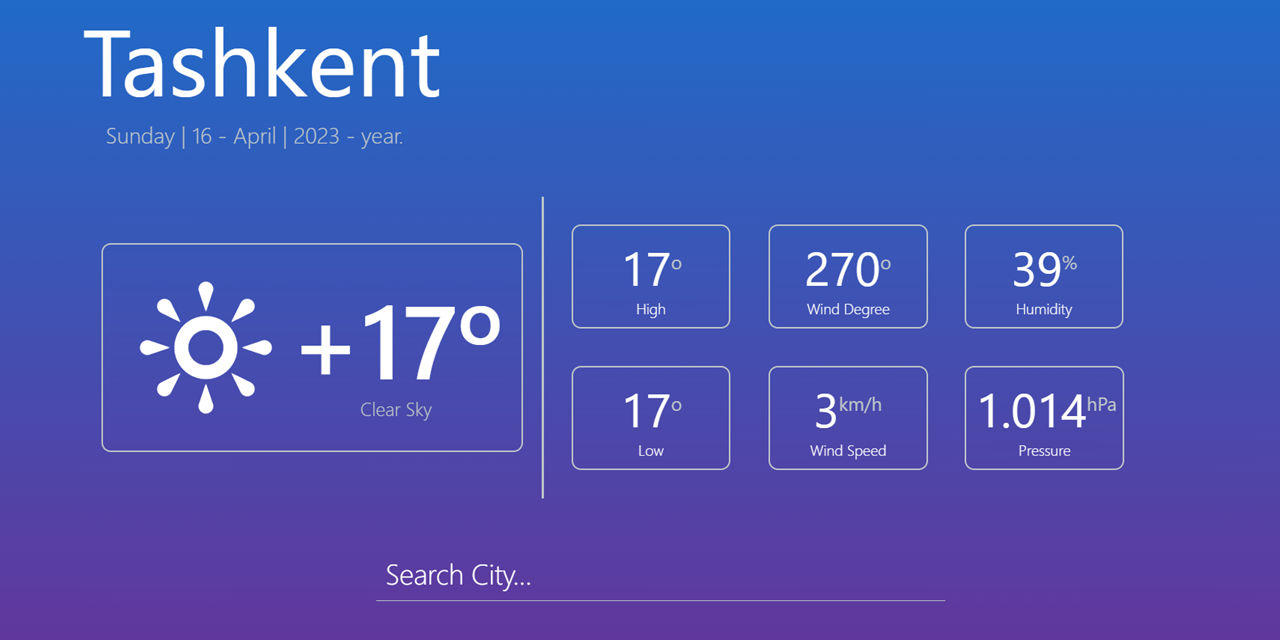 Tashkent
Sunday | 16 - April | 2023 - year.
+17º
Clear Sky
17º
High
270º
Wind Degree
39%
Humidity
17º
Low
3km/h
Wind Speed
1.014hPa
Pressure
Search City...